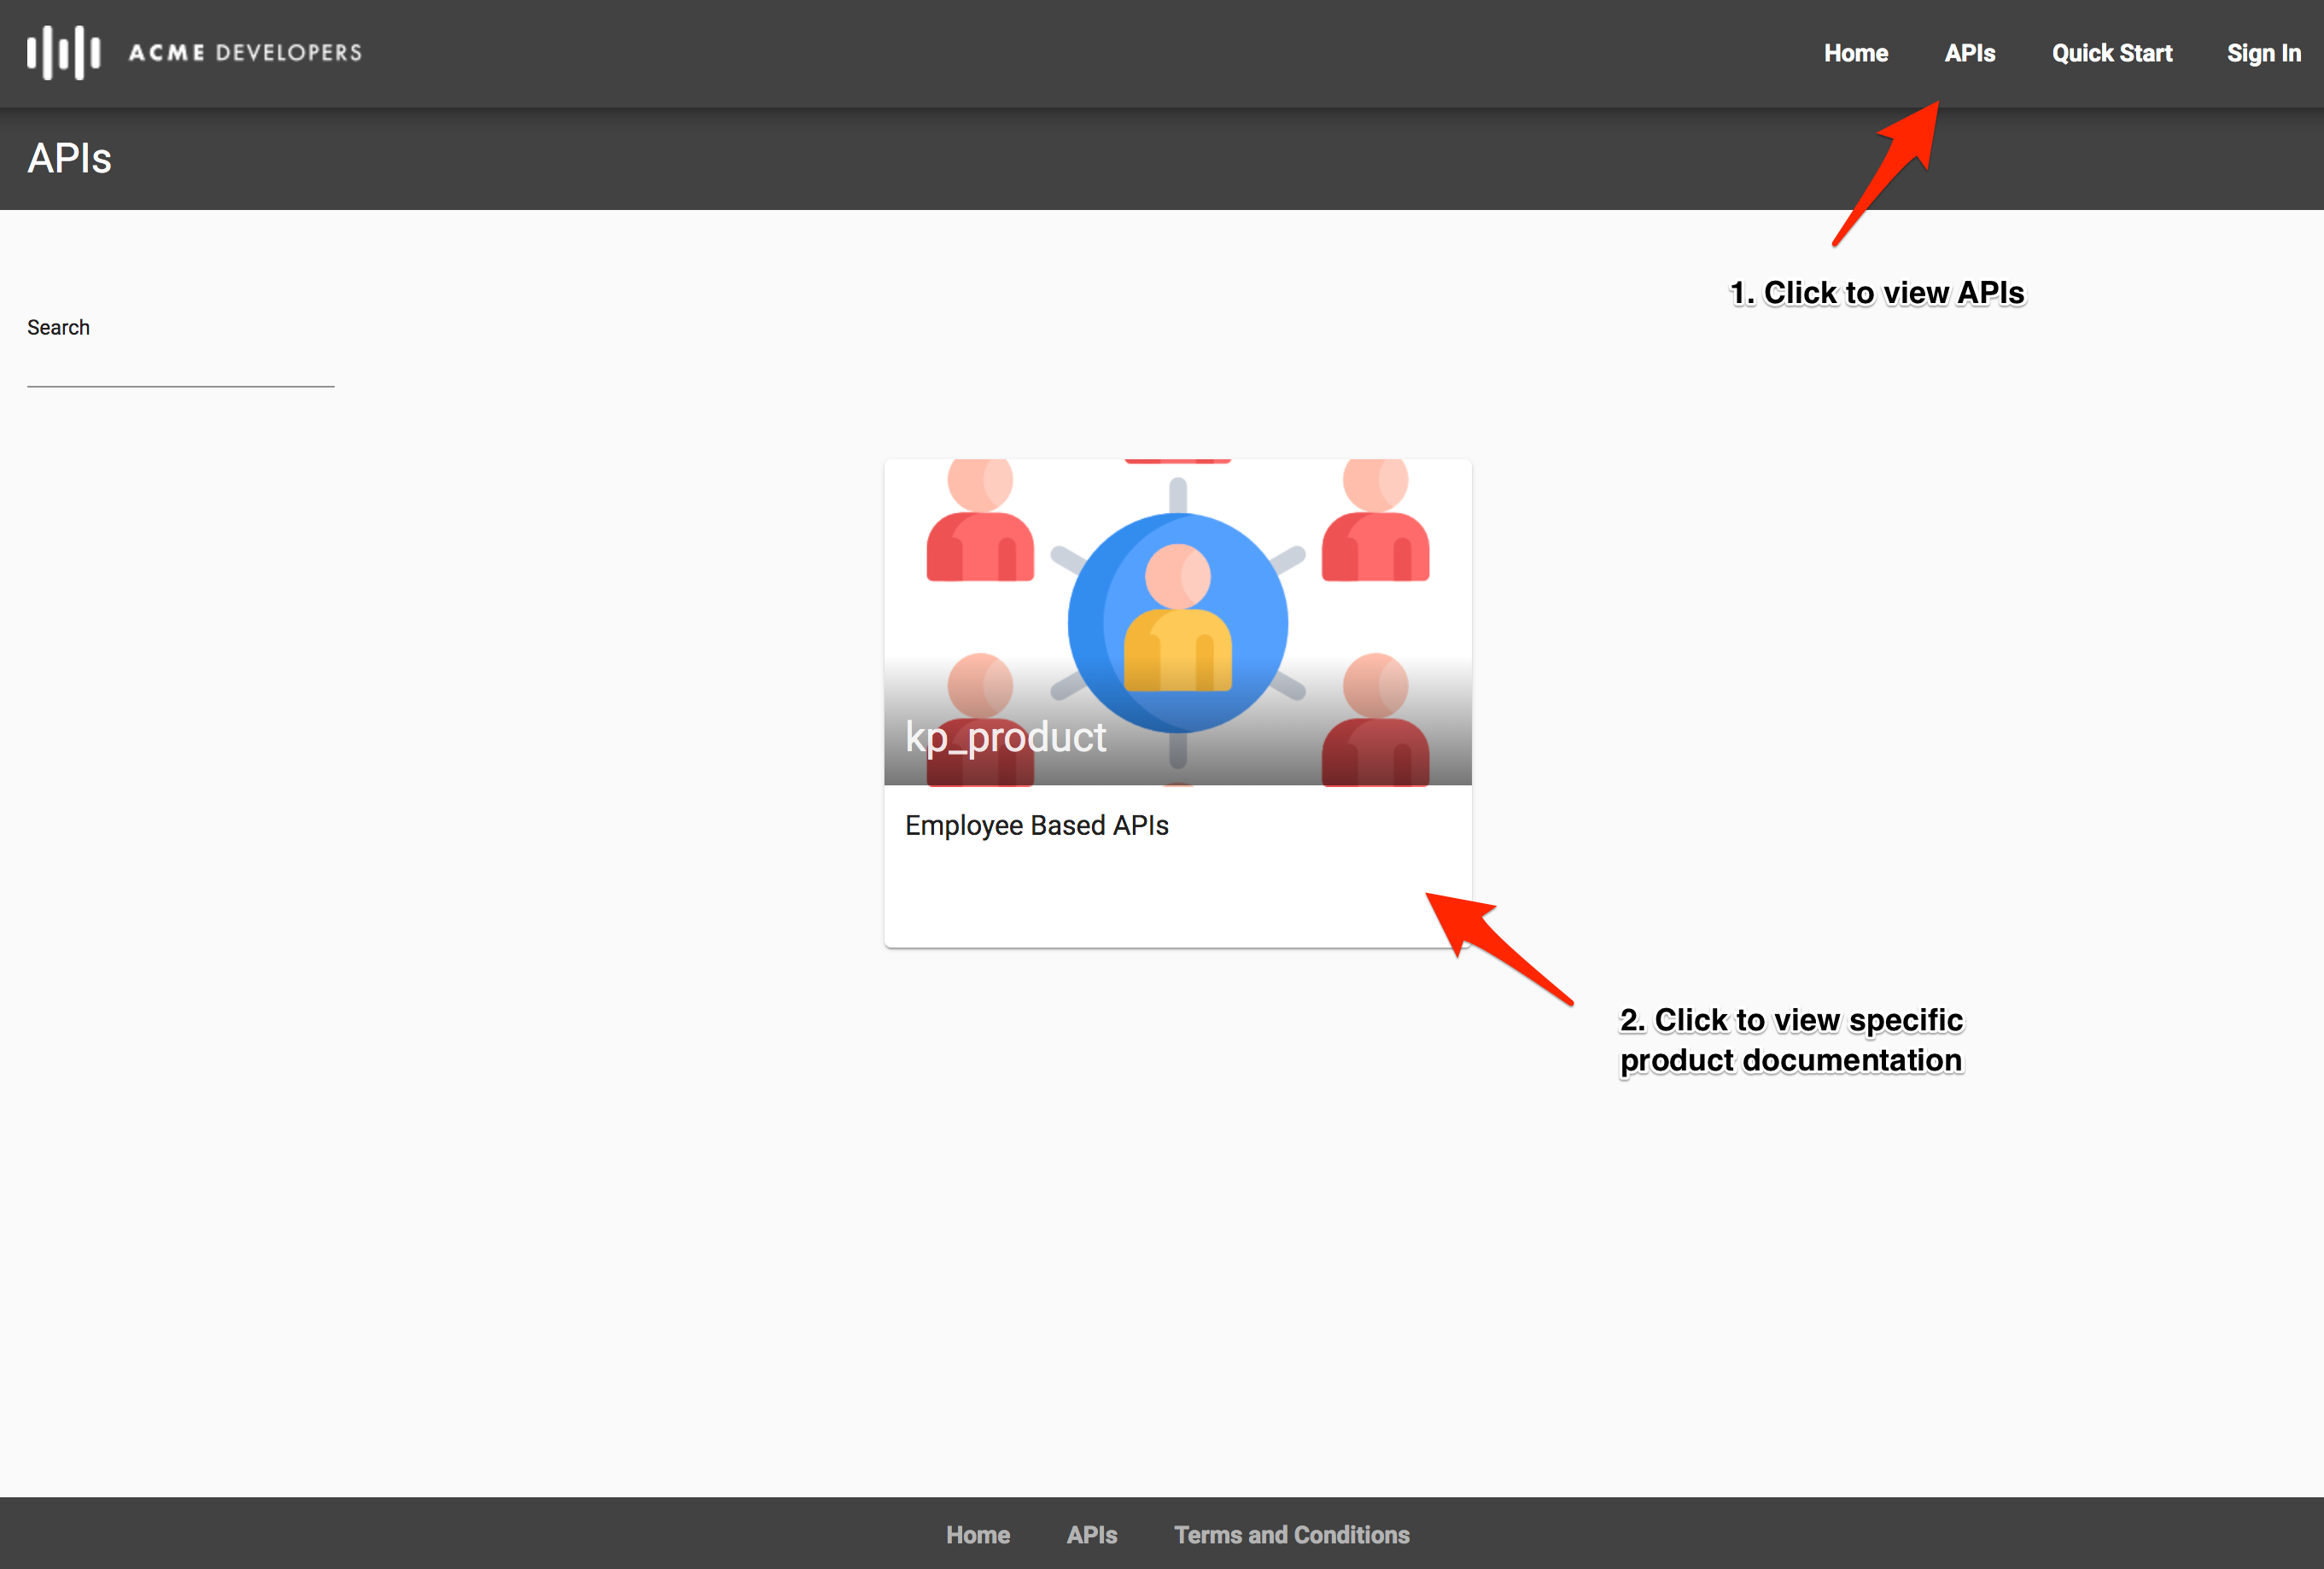 ACME DEVELOPERS
Home APIs Quick Start Sign In
APIs
1. Click to view APIs
Search
kp_product
Employee Based APIs
2. Click to view specific
product documentation
Home APIs Terms and Conditions